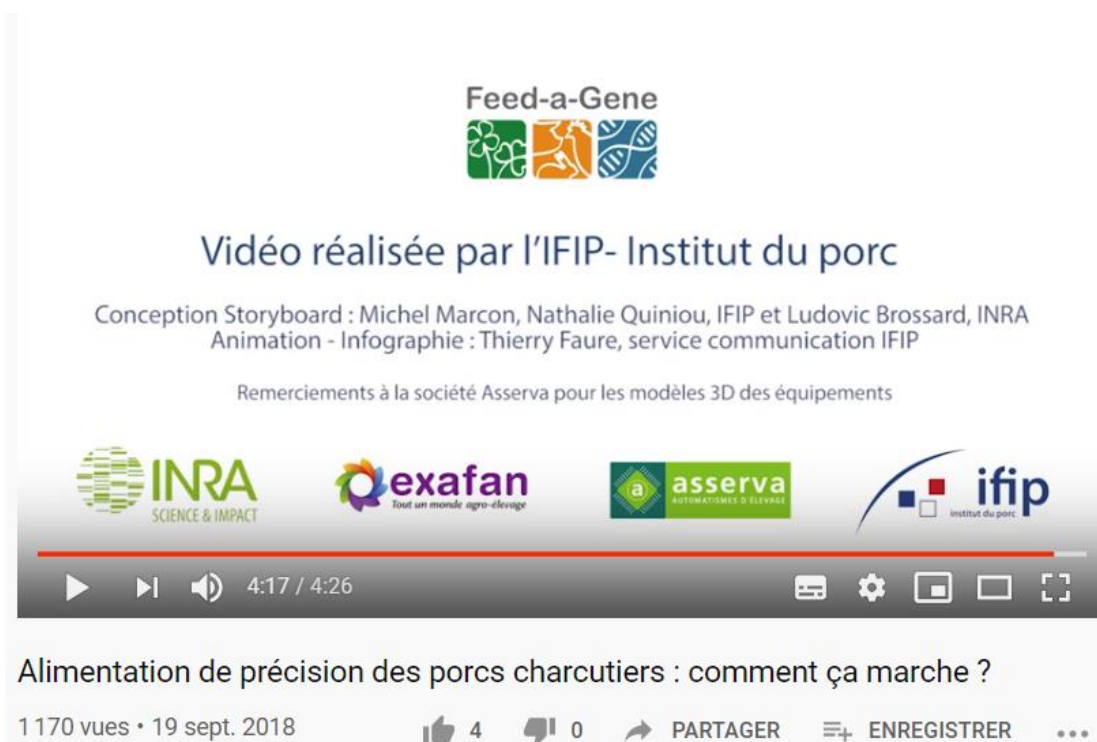 Feed-a-Gene
Vidéo réalisée par l'IFIP- Institut du porc
Conception Storyboard : Michel Marcon, Nathalie Quiniou, IFIP et Ludovic Brossard, INRA
Animation - Infographie : Thierry Faure, service communication IFIP
Remerciements à la société Asserva pour les modèles 3D des équipements
INRA
SCIENCE & IMPACT
exafan
Tout un monde agro-élevage
a
asserva
AUTOMATISMES D'ÉLEVAGE
ifip
institut du porc
4:17 / 4:26
Alimentation de précision des porcs charcutiers : comment ça marche ?
1 170 vues • 19 sept. 2018 4 0 PARTAGER ENREGISTRER